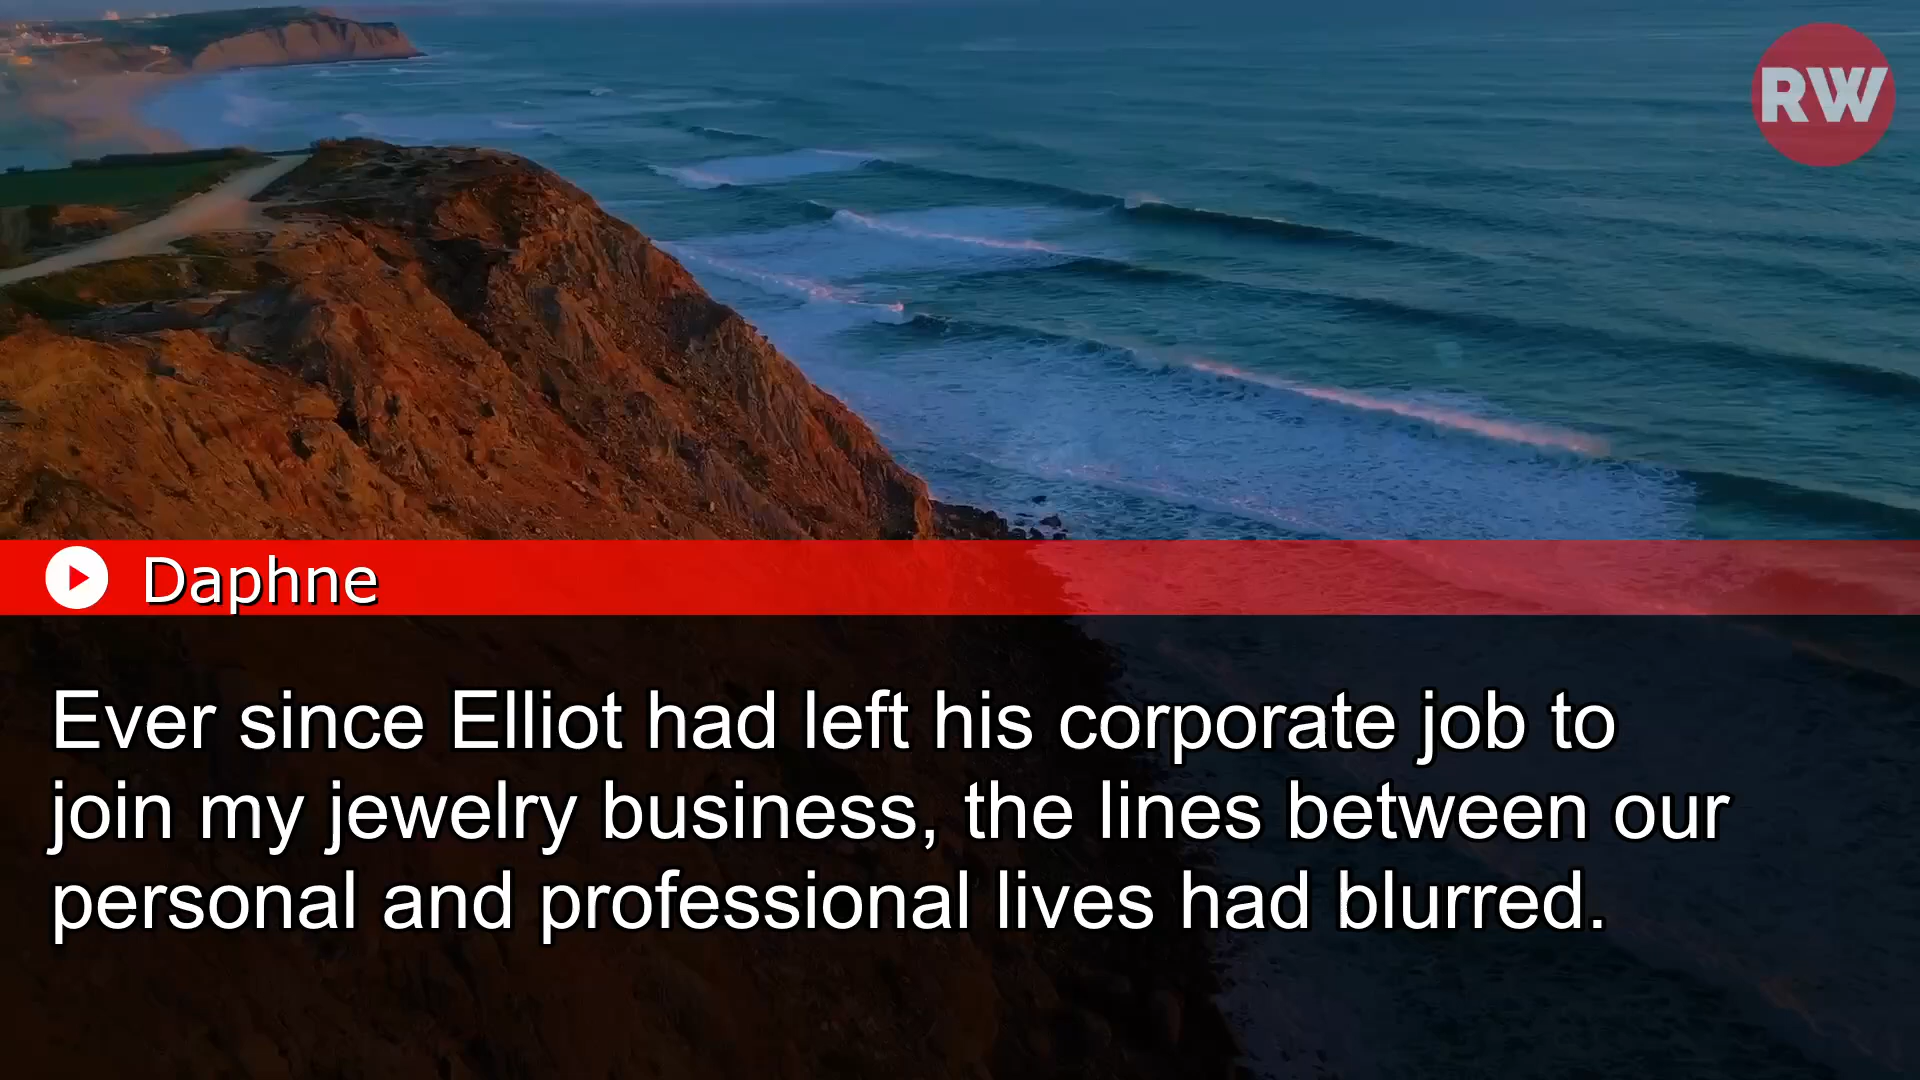 RW
Daphne
Ever since Elliot had left his corporate job to
join my jewelry business, the lines between our
personal and professional lives had blurred.